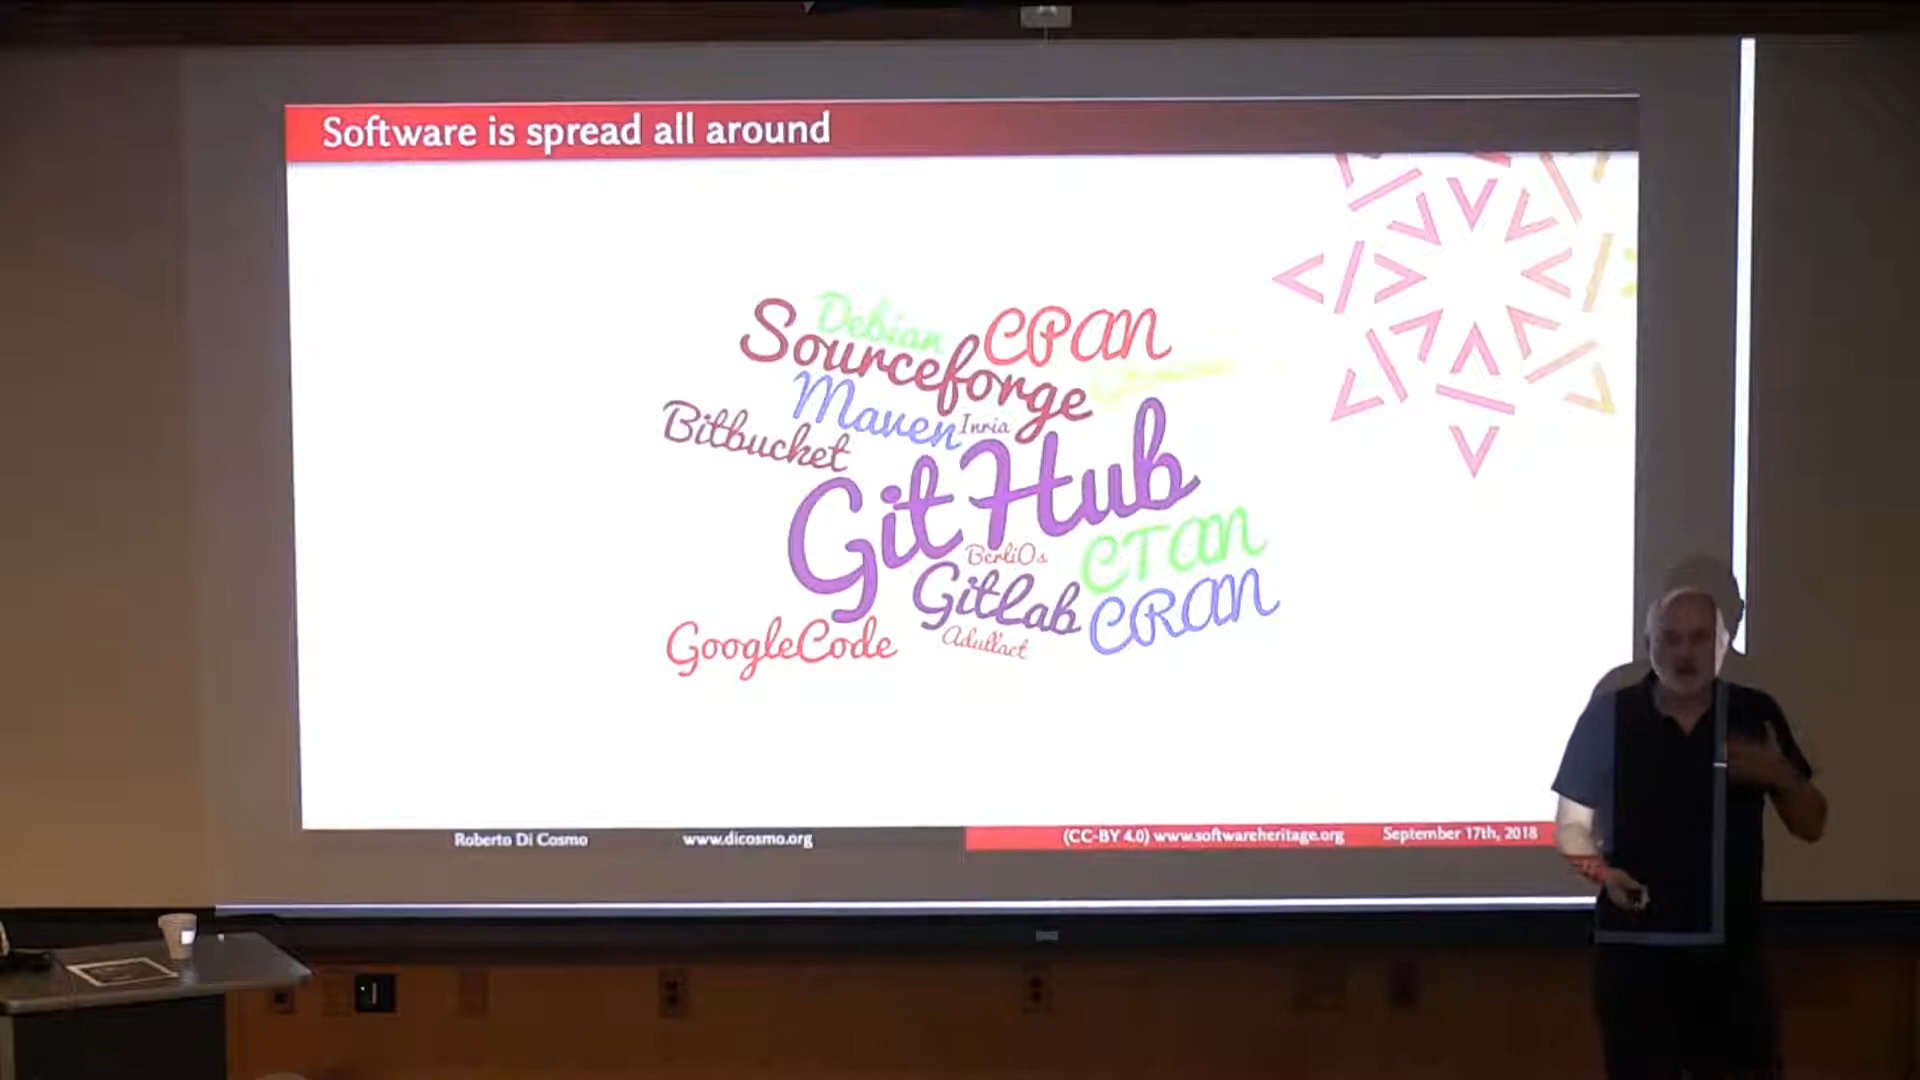 Software is spread all around
Debian
CPAN
Sourceforge
Maven
Inria
Bitbucket
GitHub
BerliOs
CTAN
GitLab
CRAN
GoogleCode
Adullact
Roberto Di Cosmo www.dicosmo.org (CC-BY 4.0) www.softwareheritage.org September 17th, 2018